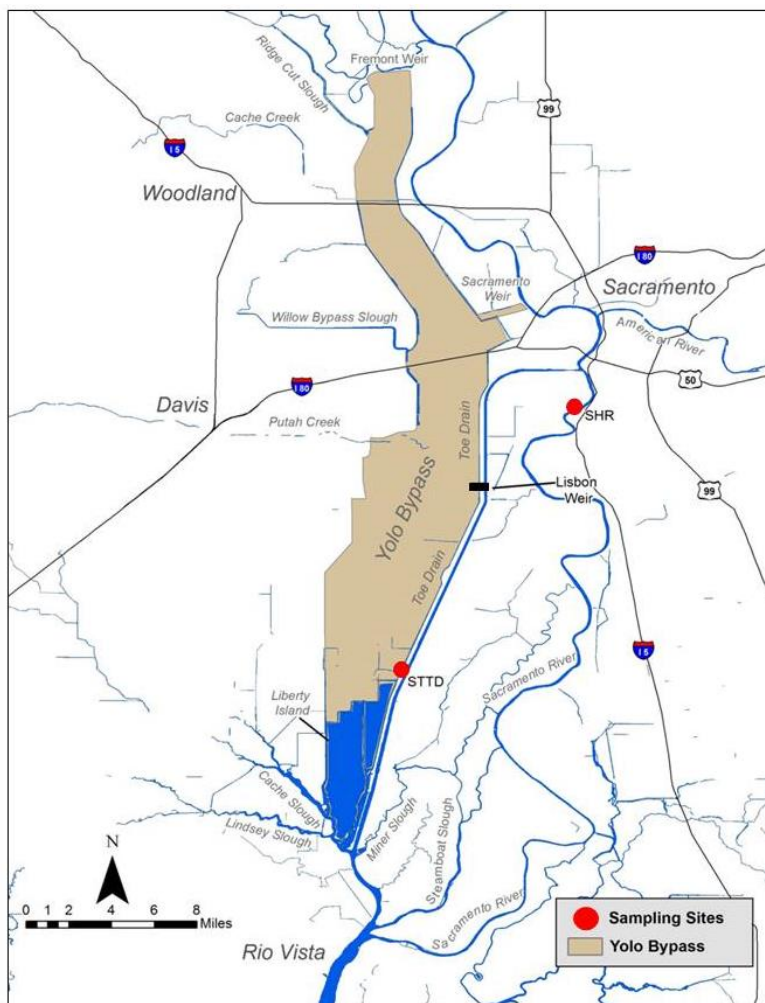 Fremont Weir
Ridge Cut Slough
99
Cache Creek
I 5
Woodland
I 80
Sacramento
Weir
Sacramento
Willow Bypass Slough
American River
I 80
50
Davis
Toe Drain
SHR
Putah Creek
Yolo Bypass
Lisbon
Weir
99
Toe Drain
I 5
STTD
Sacramento River
Liberty
Island
Cache Slough
Lindsey Slough
Miner Slough
Steamboat Slough
N
0 1 2 4 6 8
Miles
Sacramento River
Rio Vista
Sampling Sites
Yolo Bypass